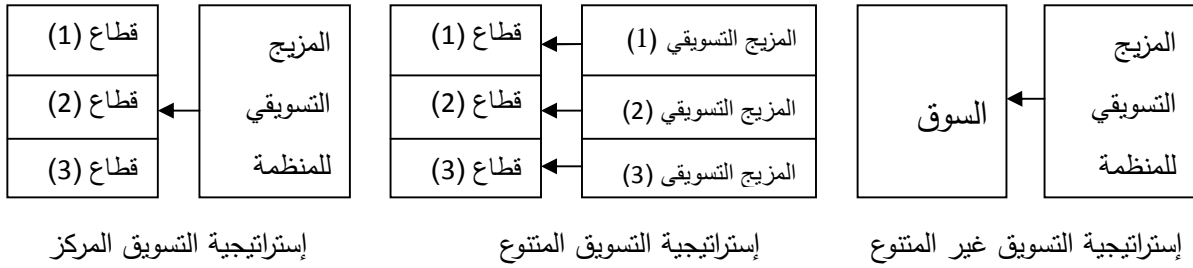 المزيج
التسويقي
للمنظمة
السوق
إستراتيجية التسويق غير المتنوع
المزيج التسويقي (1)
المزيج التسويقي (2)
المزيج التسويقي (3)
قطاع (1)
قطاع (2)
قطاع (3)
إستراتيجية التسويق المتنوع
المزيج
التسويقي
للمنظمة
قطاع (1)
قطاع (2)
قطاع (3)
إستراتيجية التسويق المركز